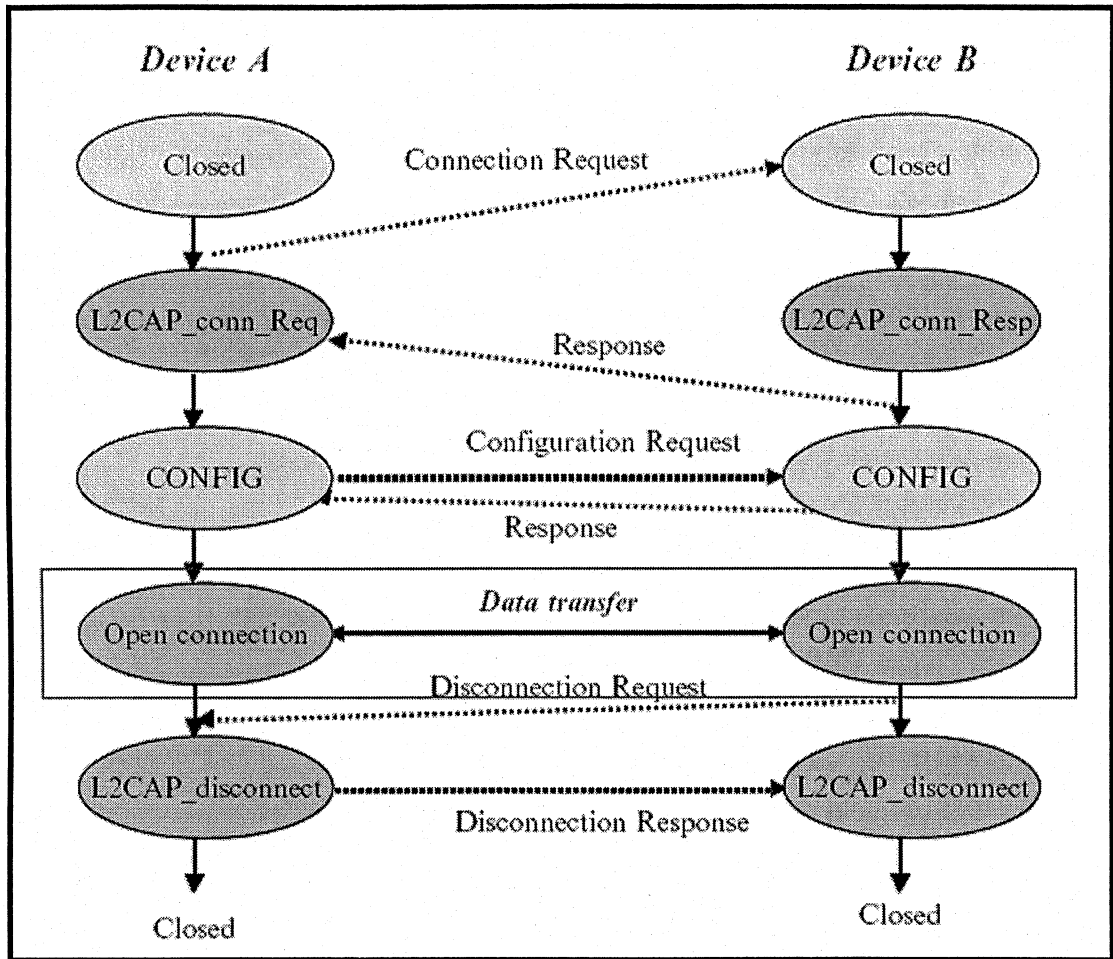 Device A
Device B
Closed
Connection Request
Closed
L2CAP_conn_Req
L2CAP_conn_Resp
Response
Configuration Request
CONFIG
CONFIG
Response
Data transfer
Open connection
Open connection
Disconnection Request
L2CAP_disconnect
L2CAP_disconnect
Disconnection Response
Closed
Closed